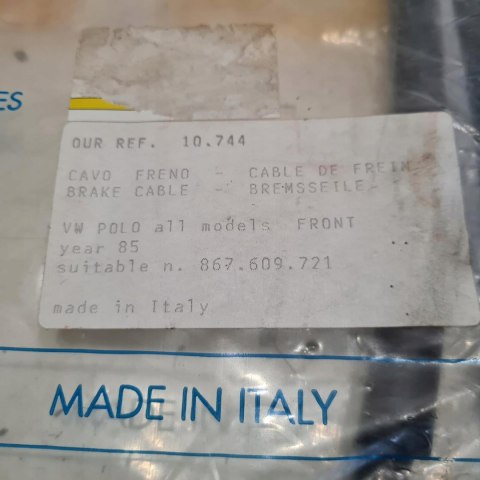 ES
OUR REF. 10.744
CAVO FRENO - CABLE DE FREIN
BRAKE CABLE - BREMSSEILE-
VW POLO all models FRONT
year 85
suitable n. 867.609.721
made in Italy
MADE IN ITALY